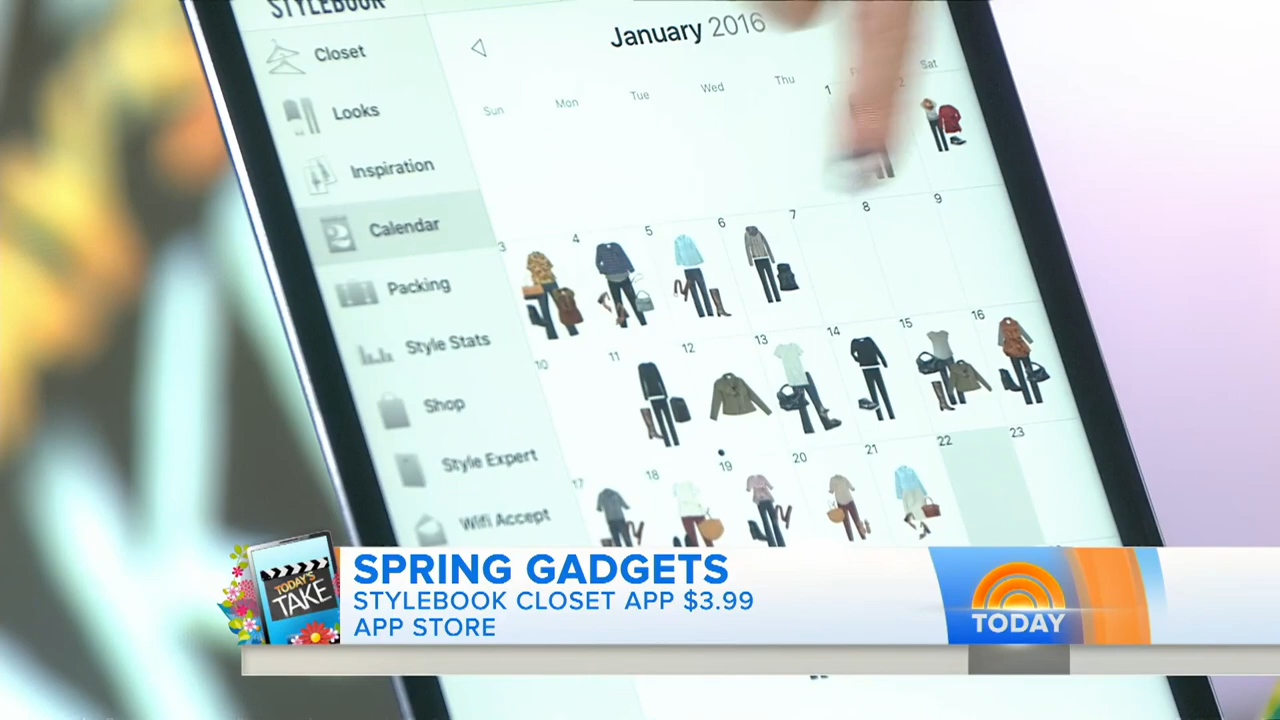 STYLEBOOK
Closet
Looks
Inspiration
Calendar
Packing
Style Stats
Shop
Style Expert
Wifi Accept
January 2016
Sun Mon Tue Wed Thu Sat
1 2
3 4 5 6 7 8 9
10 11 12 13 14 15 16
17 18 19 20 21 22 23
TODAY'S
TAKE
SPRING GADGETS
STYLEBOOK CLOSET APP $3.99
APP STORE
TODAY